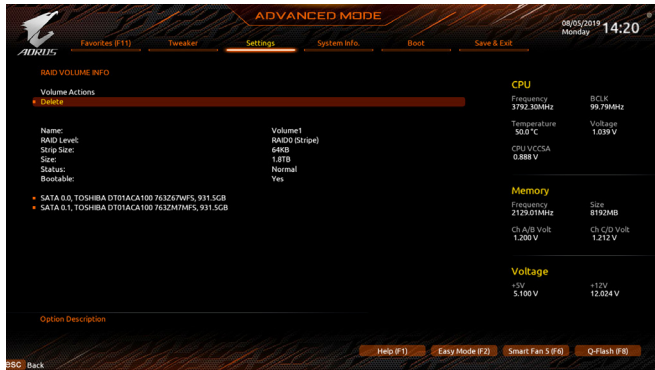 ADVANCED MODE
08/05/2019 Monday 14:20
AORUS
Favorites (F11) Tweaker Settings System Info. Boot Save & Exit
RAID VOLUME INFO
Volume Actions
Delete
Name: Volume1
RAID Level: RAID0 (Stripe)
Strip Size: 64KB
Size: 1.8TB
Status: Normal
Bootable: Yes
SATA 0.0, TOSHIBA DT01ACA100 763Z67WFS, 931.5GB
SATA 0.1, TOSHIBA DT01ACA100 763ZM7MFS, 931.5GB
CPU
Frequency BCLK
3792.30MHz 99.79MHz
Temperature Voltage
50.0 °C 1.039 V
CPU VCCSA
0.888 V
Memory
Frequency Size
2129.01MHz 8192MB
Ch A/B Volt Ch C/D Volt
1.200 V 1.212 V
Voltage
+5V +12V
5.100 V 12.024 V
Option Description
Help (F1) Easy Mode (F2) Smart Fan 5 (F6) Q-Flash (F8)
esc Back